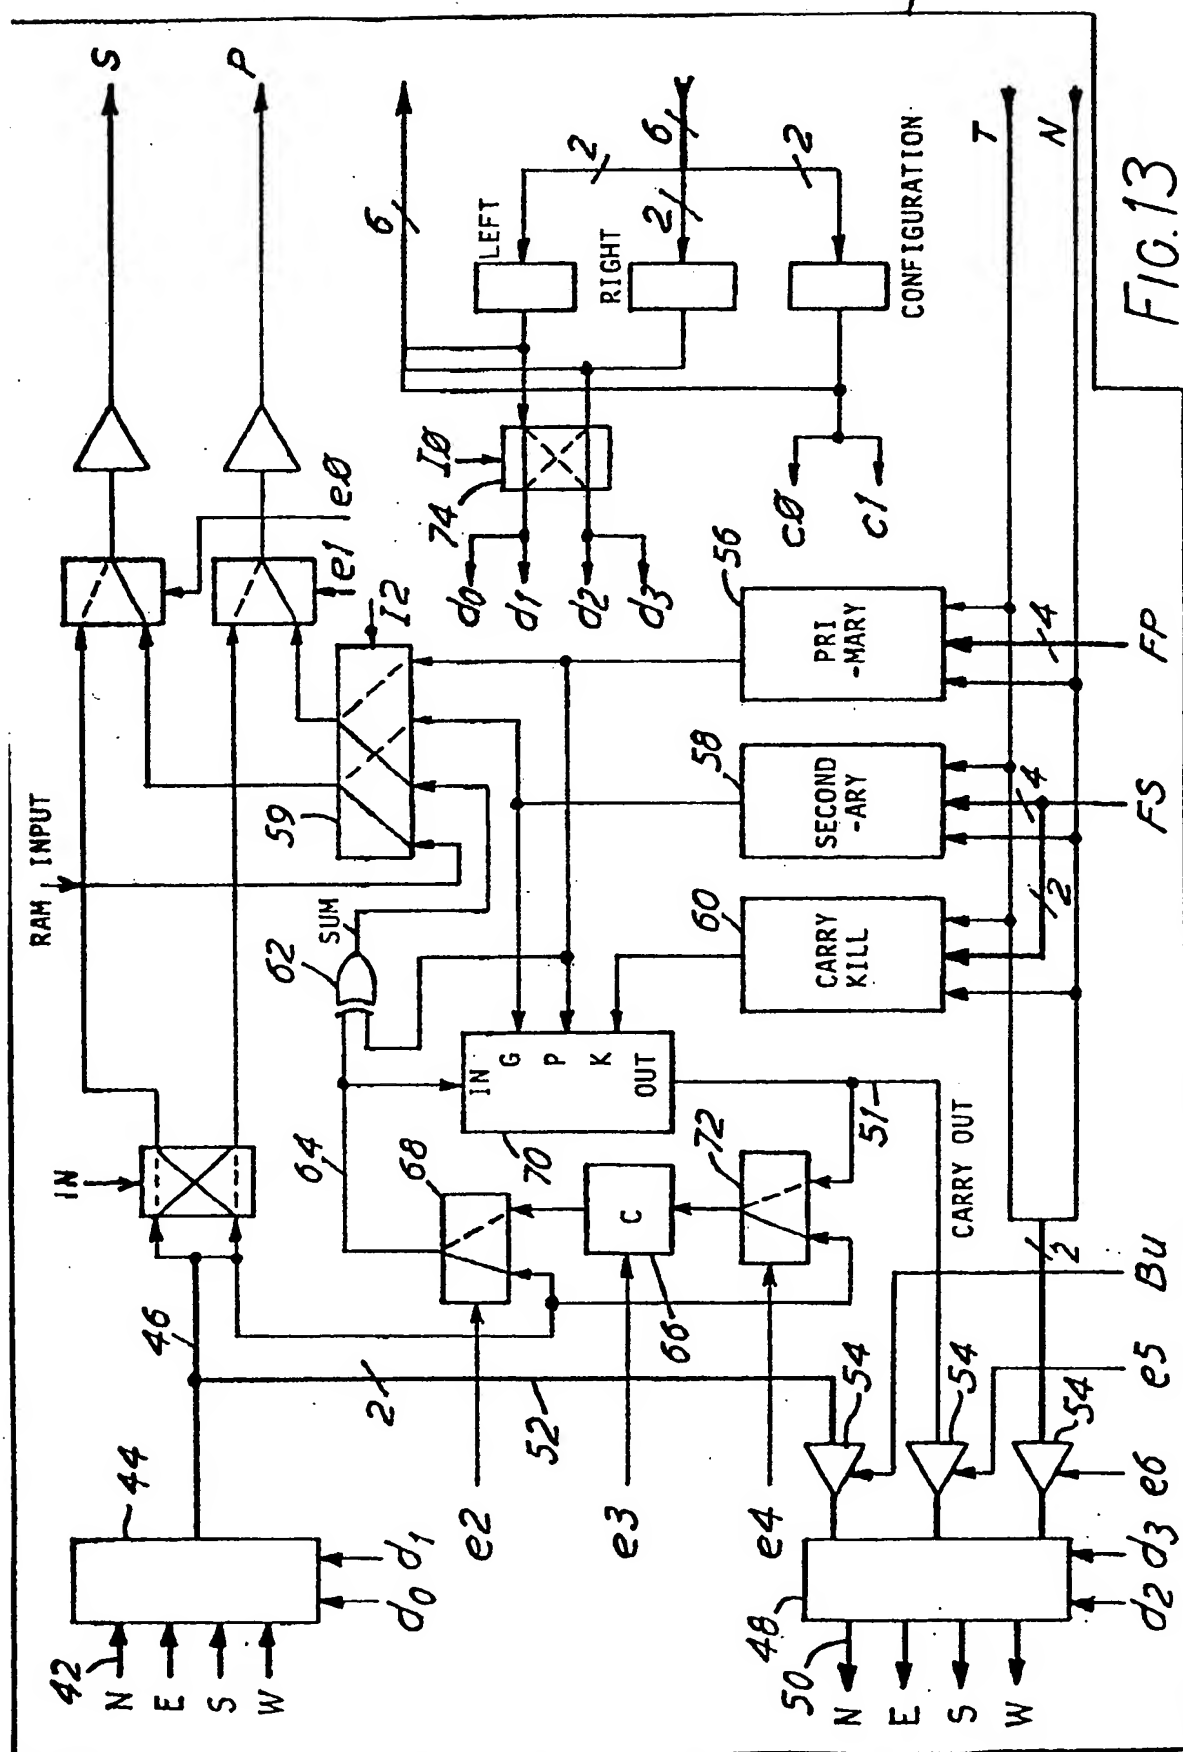 42
N
E
S
W
44
d0
d1
46
2
52
IN
RAM INPUT
S
P
e0
e1
I2
59
SUM
62
64
68
e2
C
66
e3
72
e4
70
IN
G
P
K
OUT
51
CARRY OUT
60
CARRY
KILL
58
SECOND
-ARY
56
PRI
-MARY
74
I0
d0
d1
d2
d3
LEFT
RIGHT
CONFIGURATION
6
6
2
2
2
c0
c1
T
N
2
4
4
FS
FP
2
54
54
54
Bu
e5
e6
48
50
N
E
S
W
d2
d3
FIG.13